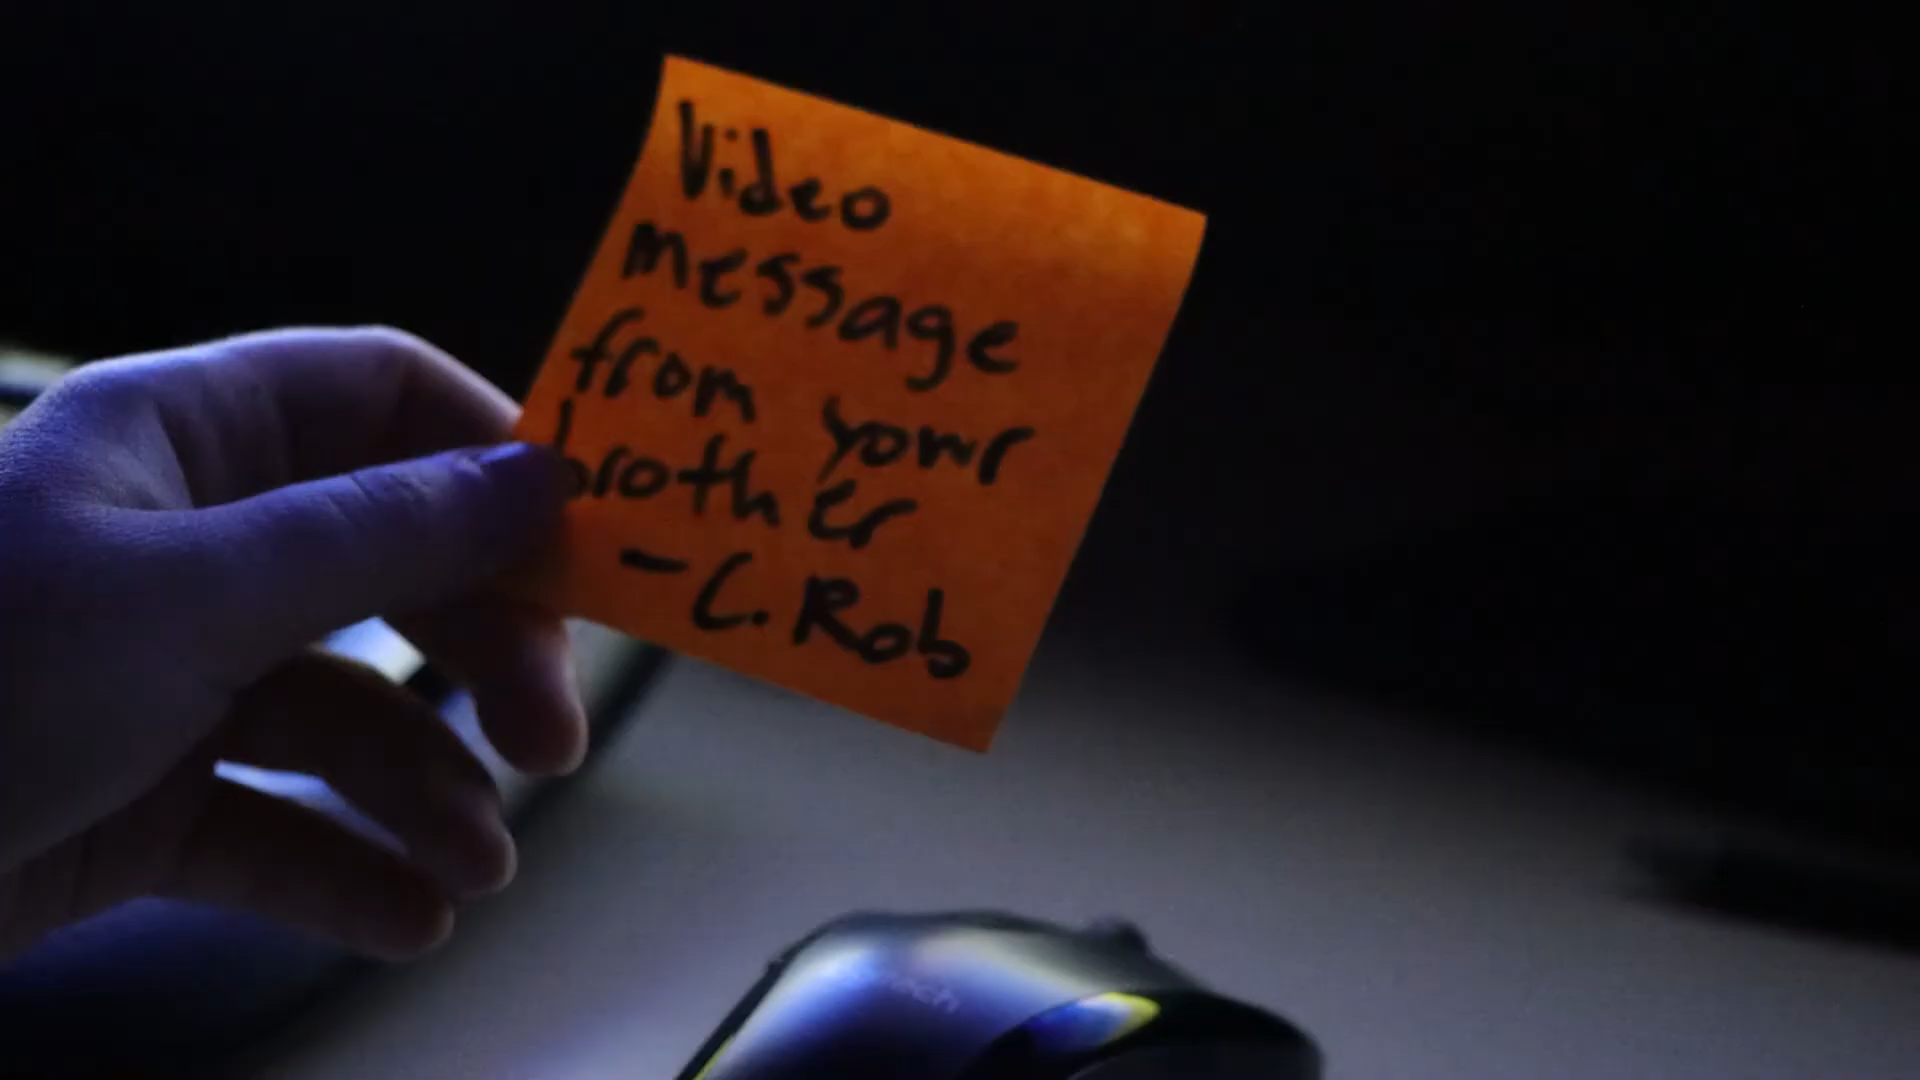 Video
message
from your
brother
-C. Rob